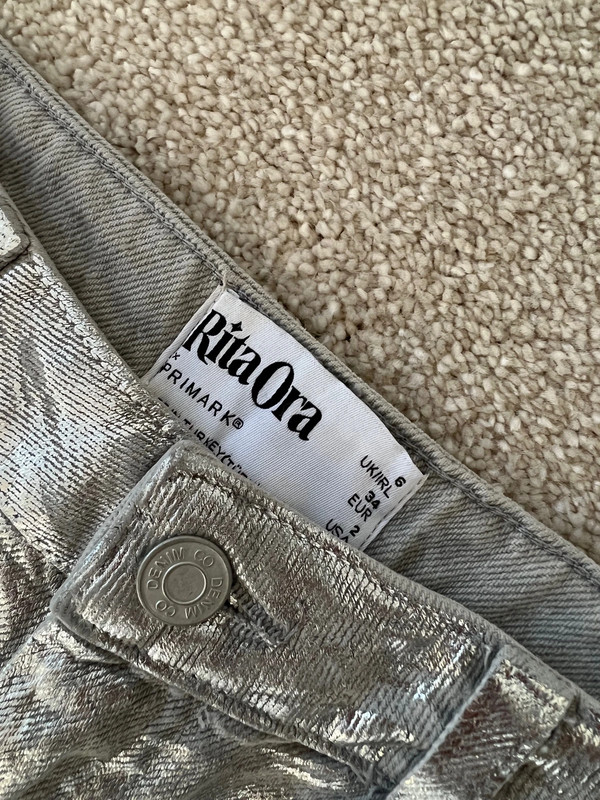 Rita Ora
x
PRIMARK®
UK/IRL 6
EUR 34
USA 2
DENIM CO DENIM CO